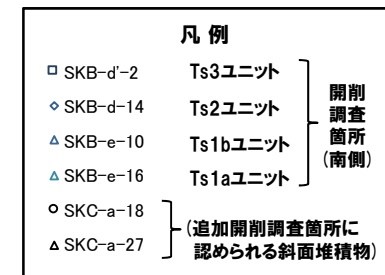 凡 例
SKB-d'-2 Ts3ユニット
SKB-d-14 Ts2ユニット
SKB-e-10 Ts1bユニット
SKB-e-16 Ts1aユニット
開削
調査
箇所
(南側)
SKC-a-18
SKC-a-27
(追加開削調査箇所に
認められる斜面堆積物)